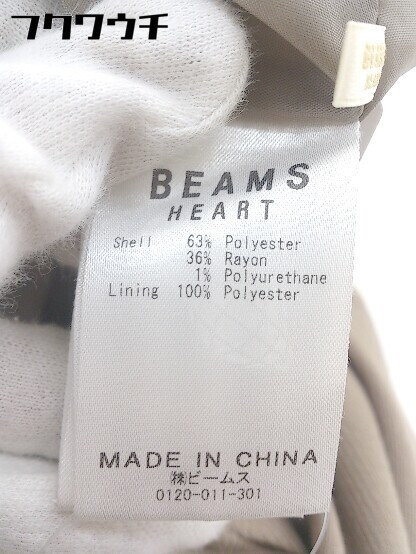 フクワウチ
BEAMS
HEART
Shell 63% Polyester
36% Rayon
1% Polyurethane
Lining 100% Polyester
MADE IN CHINA
㈱ビームス
0120-011-301